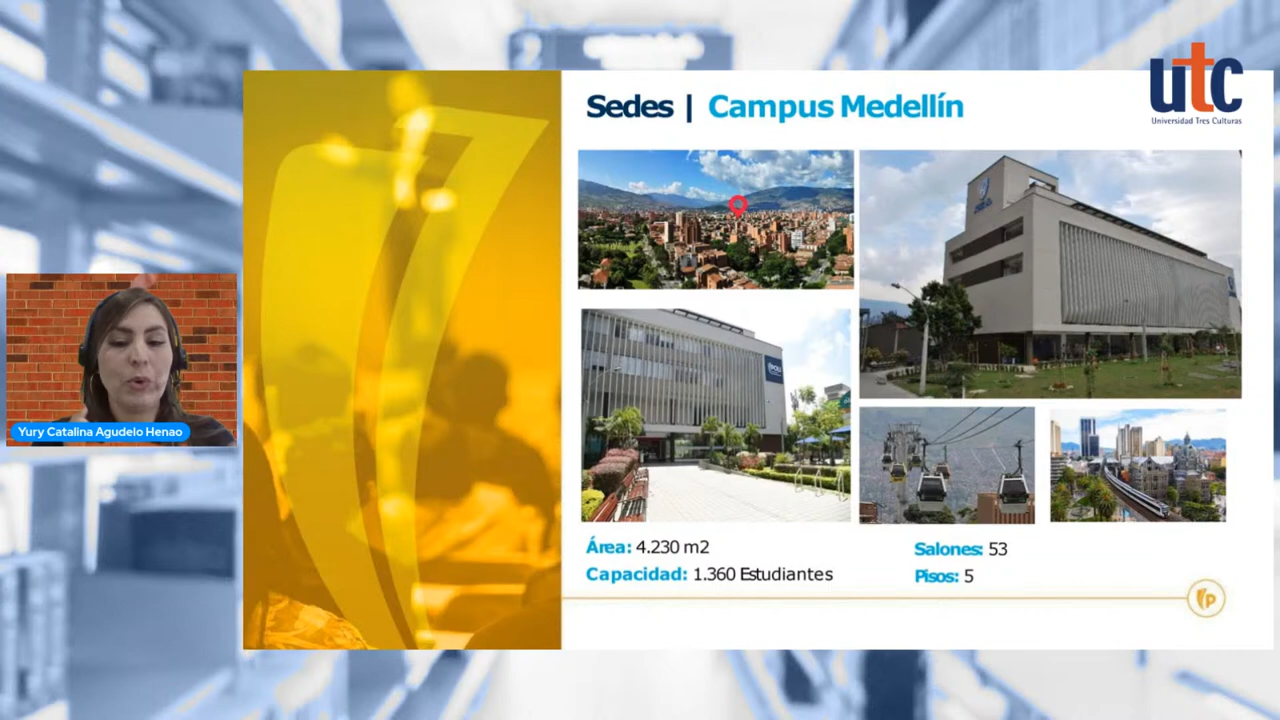 Sedes | Campus Medellín
utc
Universidad Tres Culturas
POLI
Yury Catalina Agudelo Henao
Área: 4.230 m2
Capacidad: 1.360 Estudiantes
Salones: 53
Pisos: 5
P